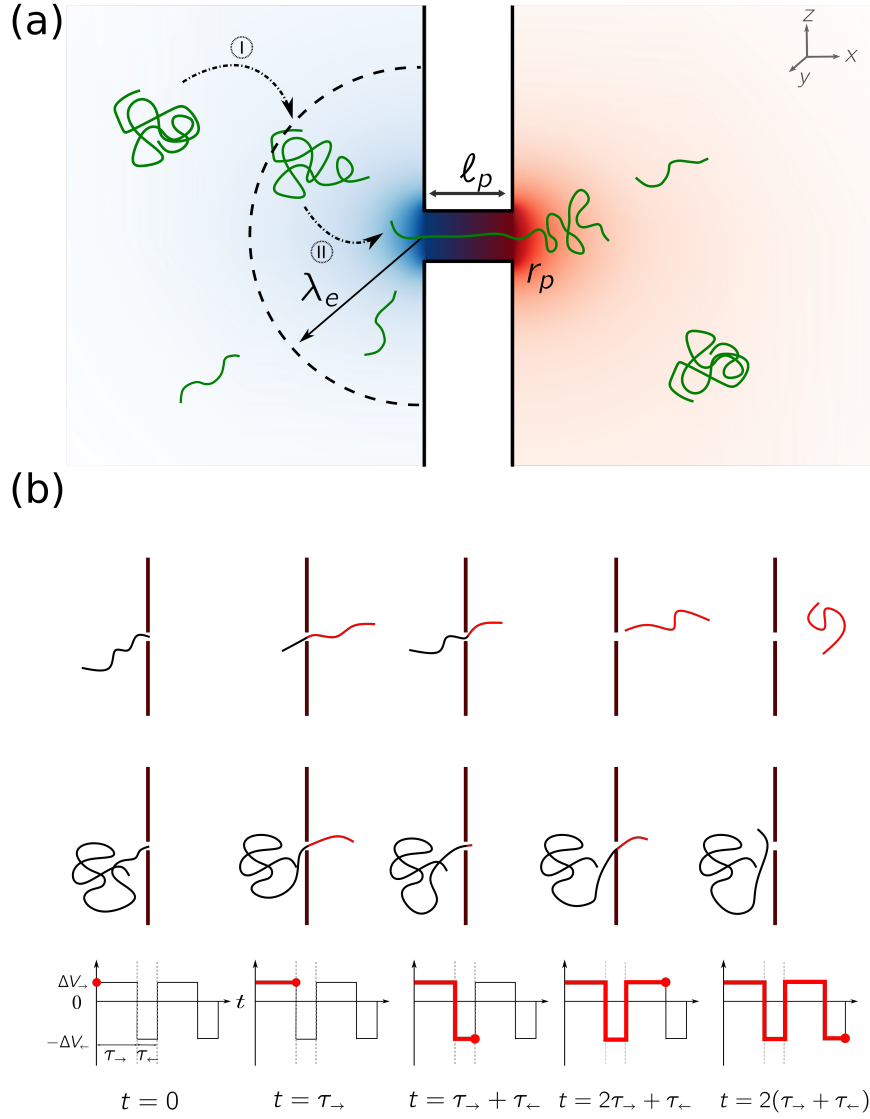 (a)
I
z
x
y
ℓp
II
rp
λe
(b)
ΔV→
0
t
−ΔV←
τ→ τ←
t = 0
t = τ→
t = τ→ + τ←
t = 2τ→ + τ←
t = 2(τ→ + τ←)